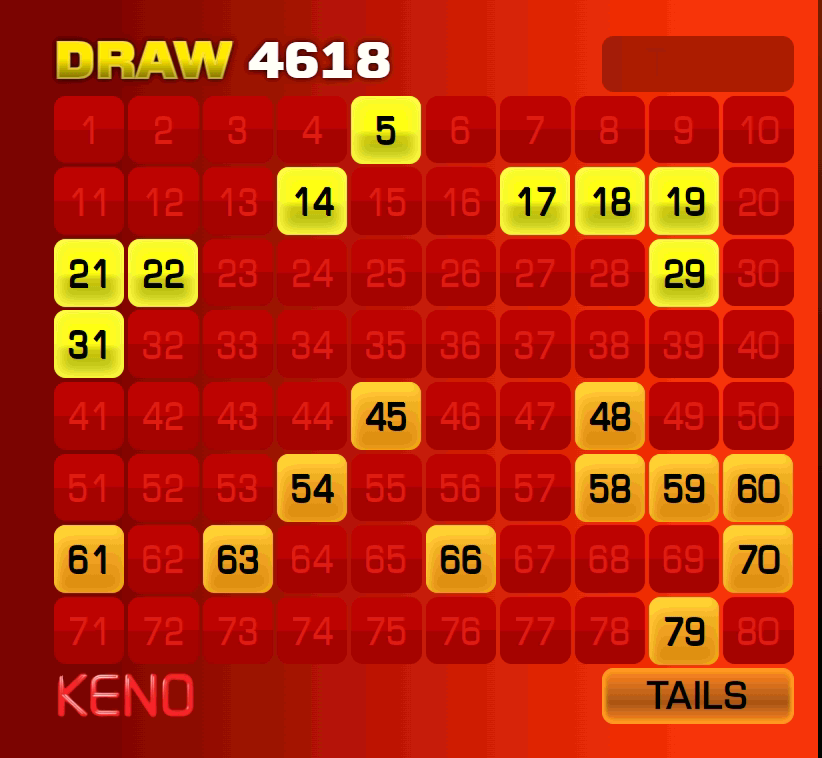 DRAW 4618
1 2 3 4 5 6 7 8 9 10
11 12 13 14 15 16 17 18 19 20
21 22 23 24 25 26 27 28 29 30
31 32 33 34 35 36 37 38 39 40
41 42 43 44 45 46 47 48 49 50
51 52 53 54 55 56 57 58 59 60
61 62 63 64 65 66 67 68 69 70
71 72 73 74 75 76 77 78 79 80
KENO TAILS